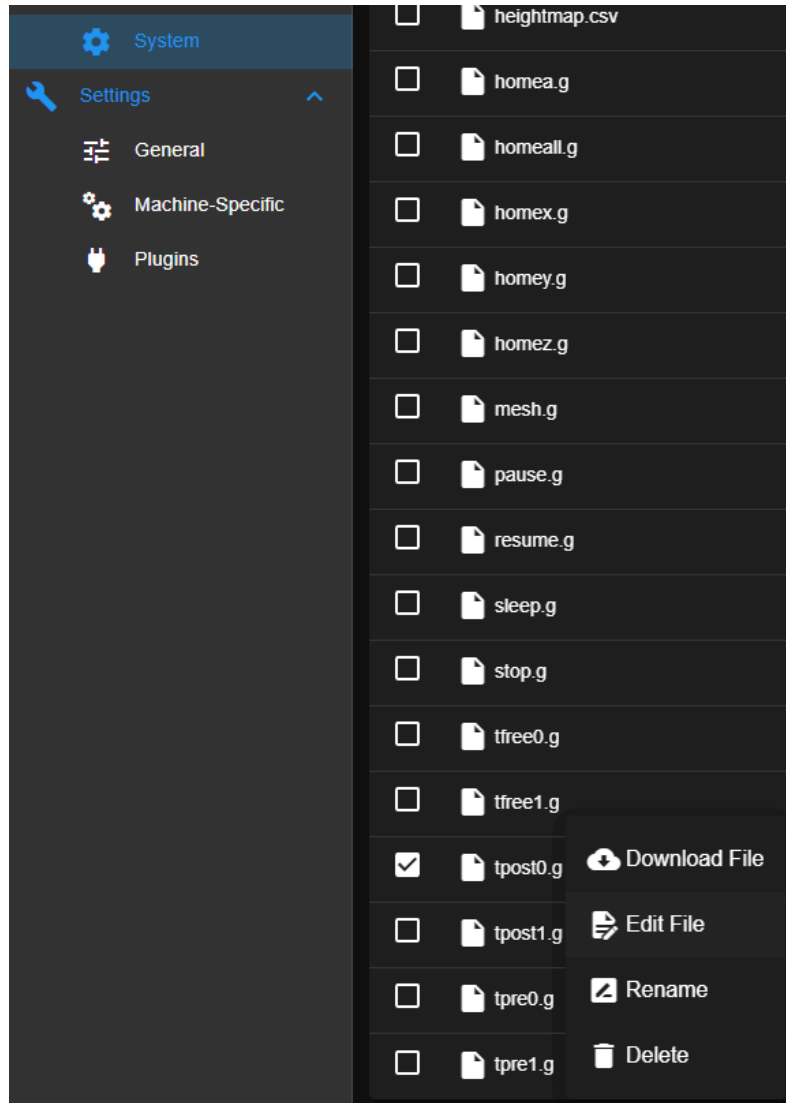 System
Settings
General
Machine-Specific
Plugins
heightmap.csv
homea.g
homeall.g
homex.g
homey.g
homez.g
mesh.g
pause.g
resume.g
sleep.g
stop.g
tfree0.g
tfree1.g
tpost0.g
tpost1.g
tpre0.g
tpre1.g
Download File
Edit File
Rename
Delete